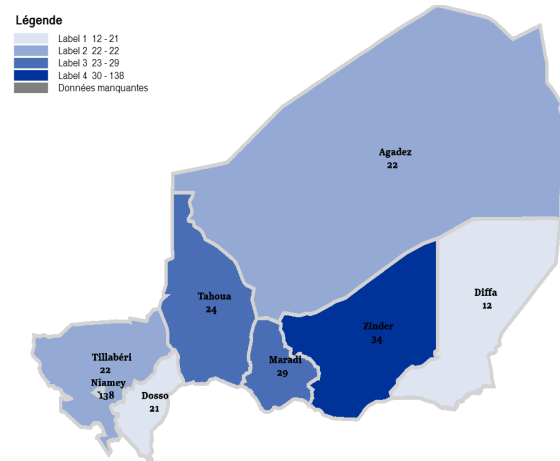 Légende
Label 1 12 - 21
Label 2 22 - 22
Label 3 23 - 29
Label 4 30 - 138
Données manquantes
Agadez
22
Diffa
12
Tahoua
24
Zinder
34
Maradi
29
Tillabéri
22
Niamey
138
Dosso
21